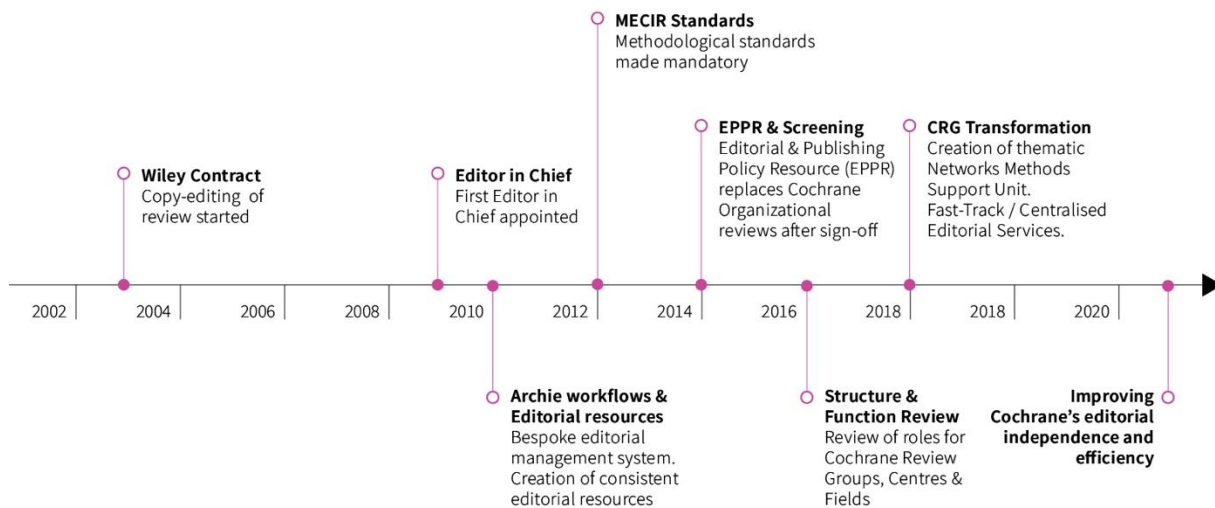 MECIR Standards
Methodological standards
made mandatory
EPPR & Screening
Editorial & Publishing
Policy Resource (EPPR)
replaces Cochrane
Organizational
reviews after sign-off
CRG Transformation
Creation of thematic
Networks Methods
Support Unit.
Fast-Track / Centralised
Editorial Services.
Wiley Contract
Copy-editing of
review started
Editor in Chief
First Editor in
Chief appointed
2002
2004
2006
2008
2010
2012
2014
2016
2018
2018
2020
Archie workflows &
Editorial resources
Bespoke editorial
management system.
Creation of consistent
editorial resources
Structure &
Function Review
Review of roles for
Cochrane Review
Groups, Centres &
Fields
Improving
Cochrane's editorial
independence and
efficiency